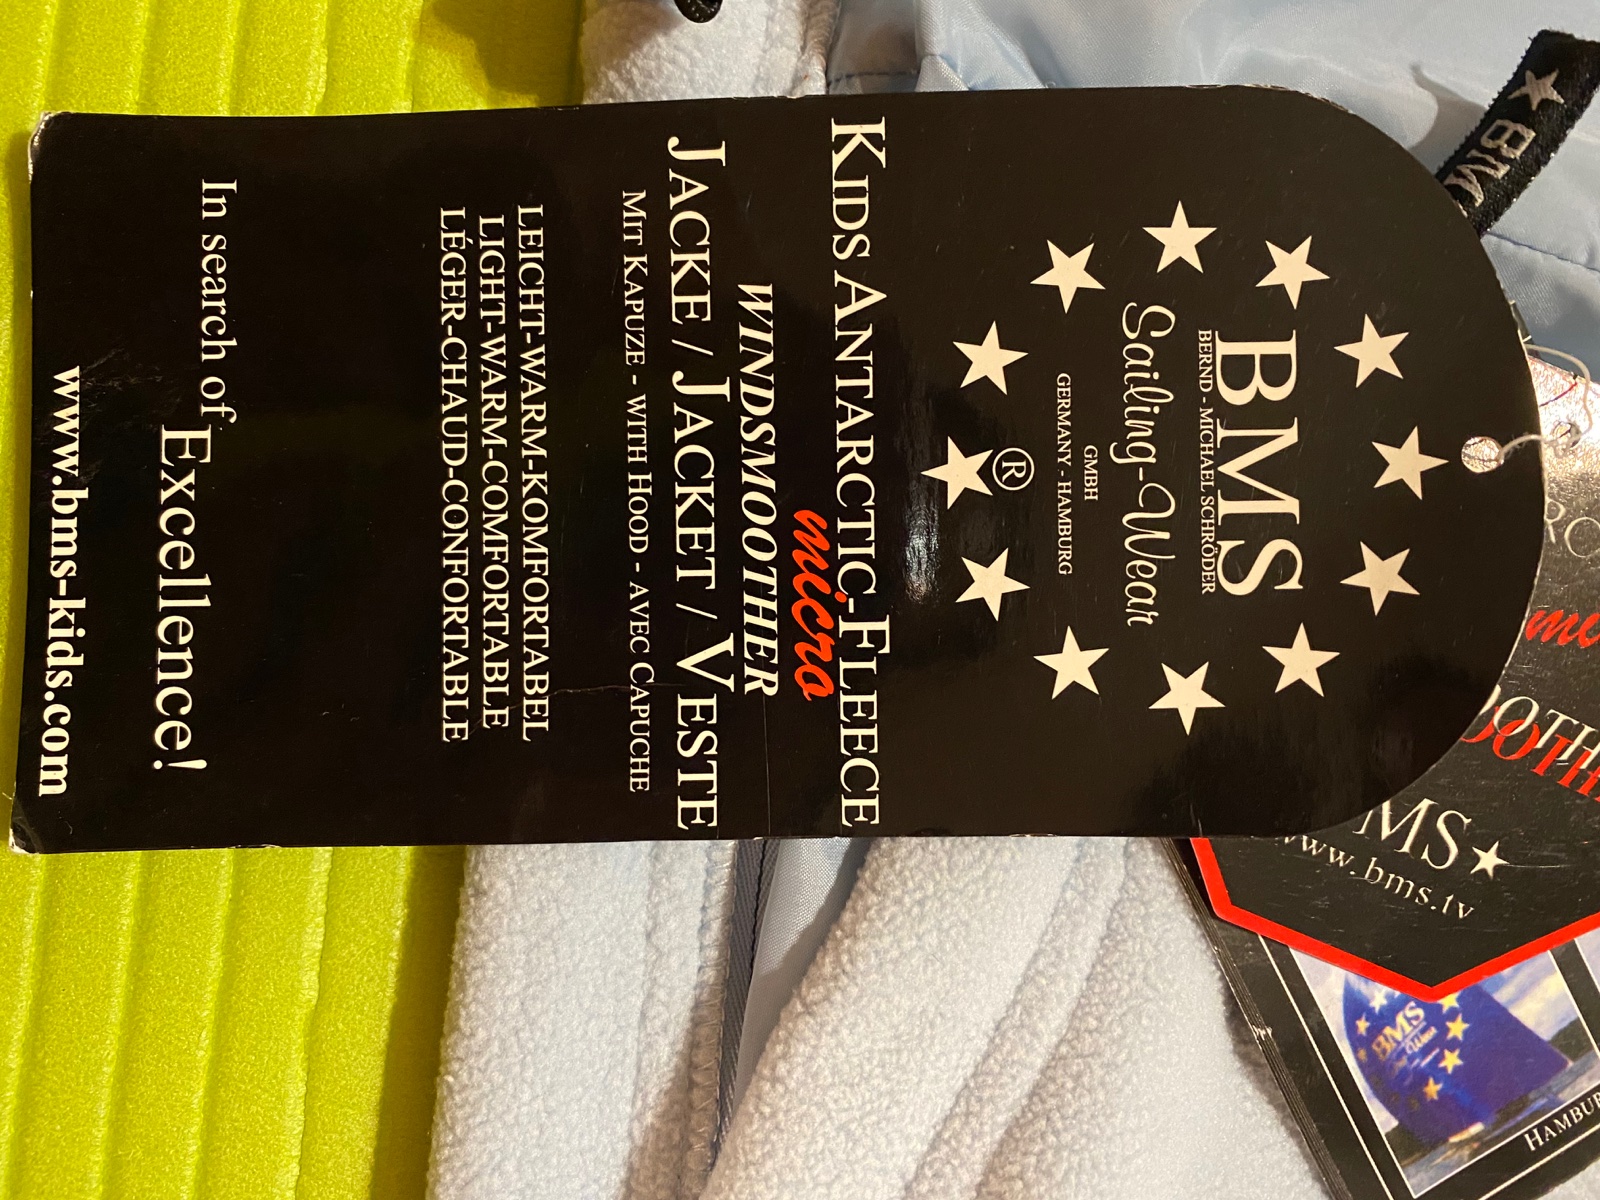 BMS
BERND - MICHAEL SCHRÖDER
Sailing-Wear
GMBH
GERMANY - HAMBURG
®
KIDS ANTARCTIC-FLEECE
micro
WINDSMOOTHER
JACKE / JACKET / VESTE
MIT KAPUZE - WITH HOOD - AVEC CAPUCHE
LEICHT-WARM-KOMFORTABEL
LIGHT-WARM-COMFORTABLE
LÉGER-CHAUD-CONFORTABLE
In search of
Excellence!
www.bms-kids.com
BM
MS
www.bms.tv
BMS